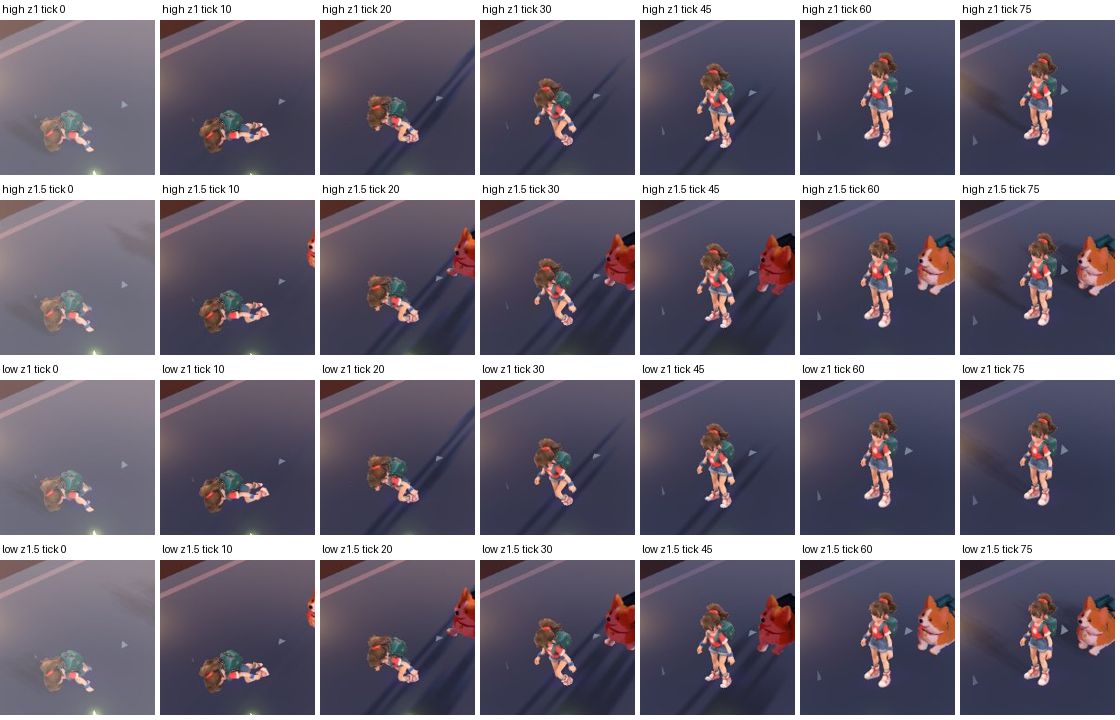 high z1 tick 0
high z1 tick 10
high z1 tick 20
high z1 tick 30
high z1 tick 45
high z1 tick 60
high z1 tick 75
high z1.5 tick 0
high z1.5 tick 10
high z1.5 tick 20
high z1.5 tick 30
high z1.5 tick 45
high z1.5 tick 60
high z1.5 tick 75
low z1 tick 0
low z1 tick 10
low z1 tick 20
low z1 tick 30
low z1 tick 45
low z1 tick 60
low z1 tick 75
low z1.5 tick 0
low z1.5 tick 10
low z1.5 tick 20
low z1.5 tick 30
low z1.5 tick 45
low z1.5 tick 60
low z1.5 tick 75